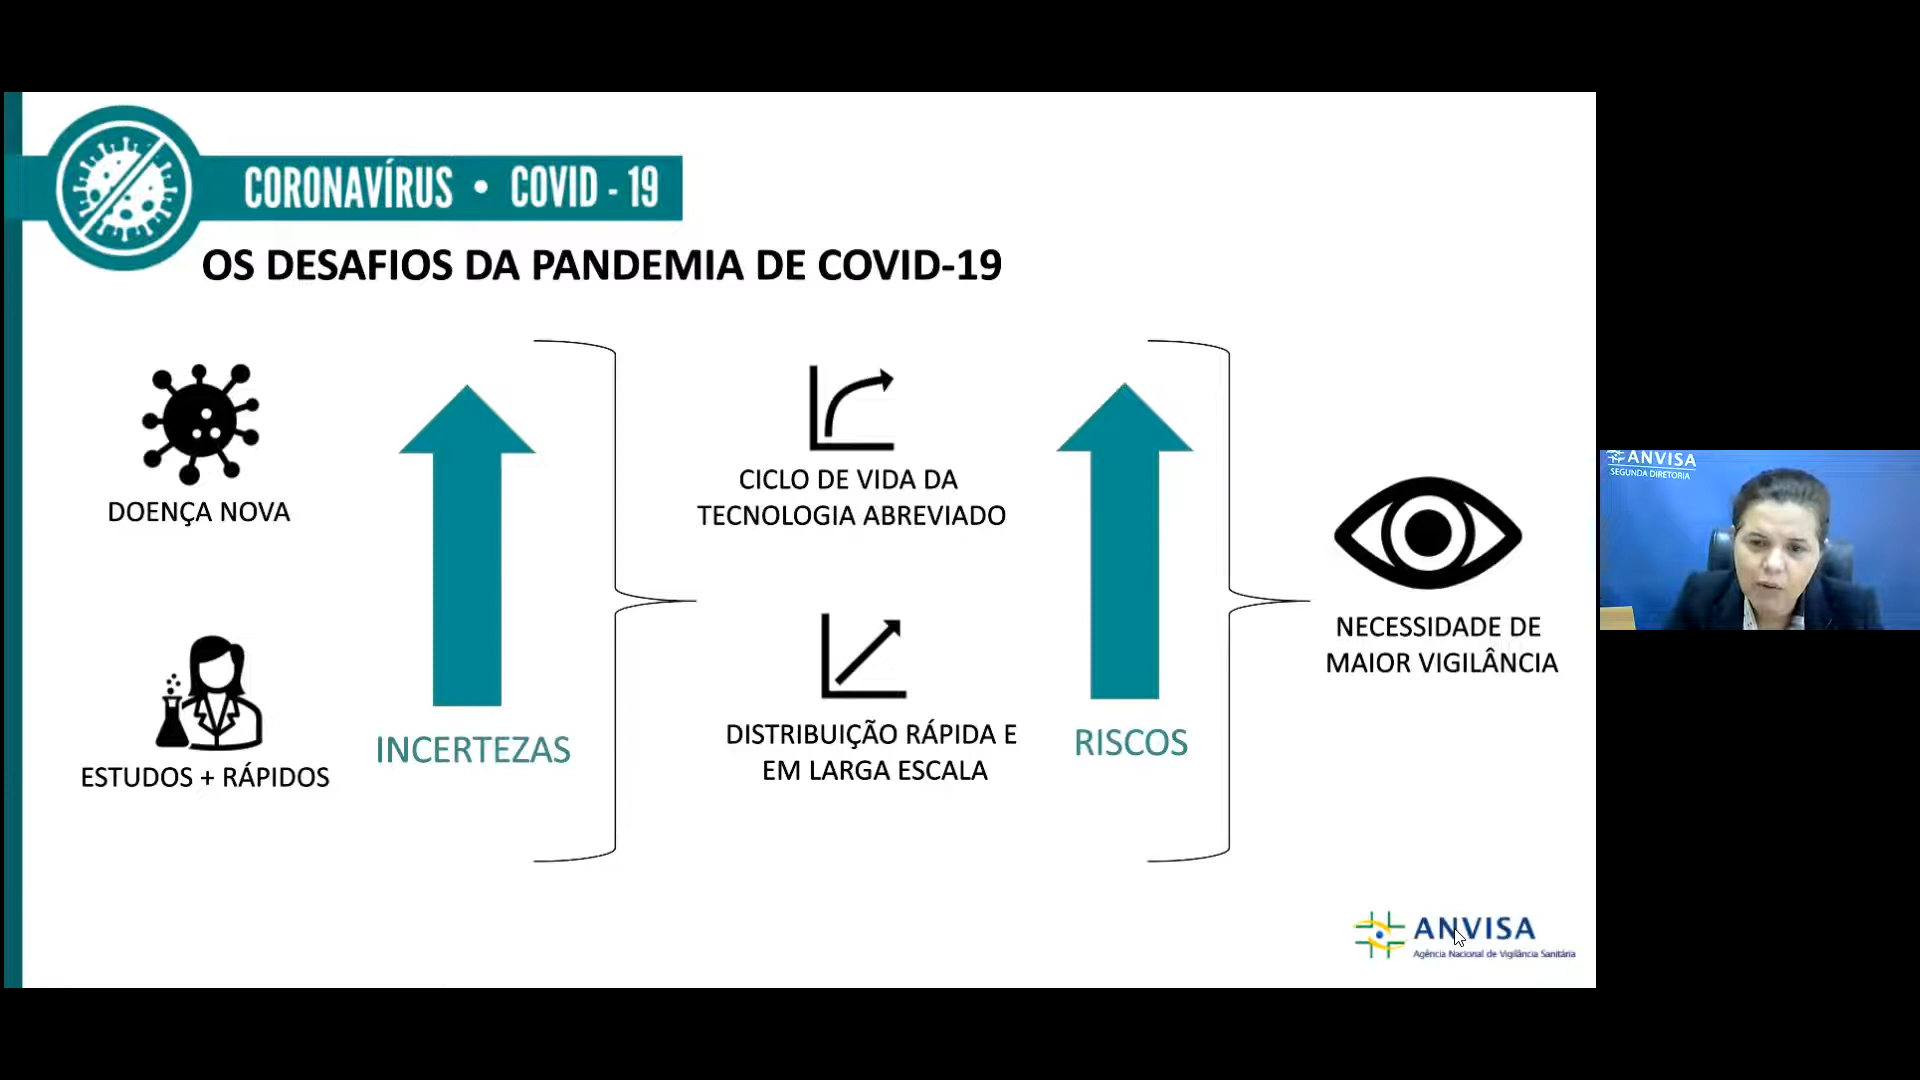 CORONAVÍRUS • COVID - 19
OS DESAFIOS DA PANDEMIA DE COVID-19
DOENÇA NOVA
ESTUDOS + RÁPIDOS
INCERTEZAS
CICLO DE VIDA DA
TECNOLOGIA ABREVIADO
DISTRIBUIÇÃO RÁPIDA E
EM LARGA ESCALA
RISCOS
NECESSIDADE DE
MAIOR VIGILÂNCIA
ANVISA
Agência Nacional de Vigilância Sanitária
ANVISA
SEGUNDA DIRETORIA